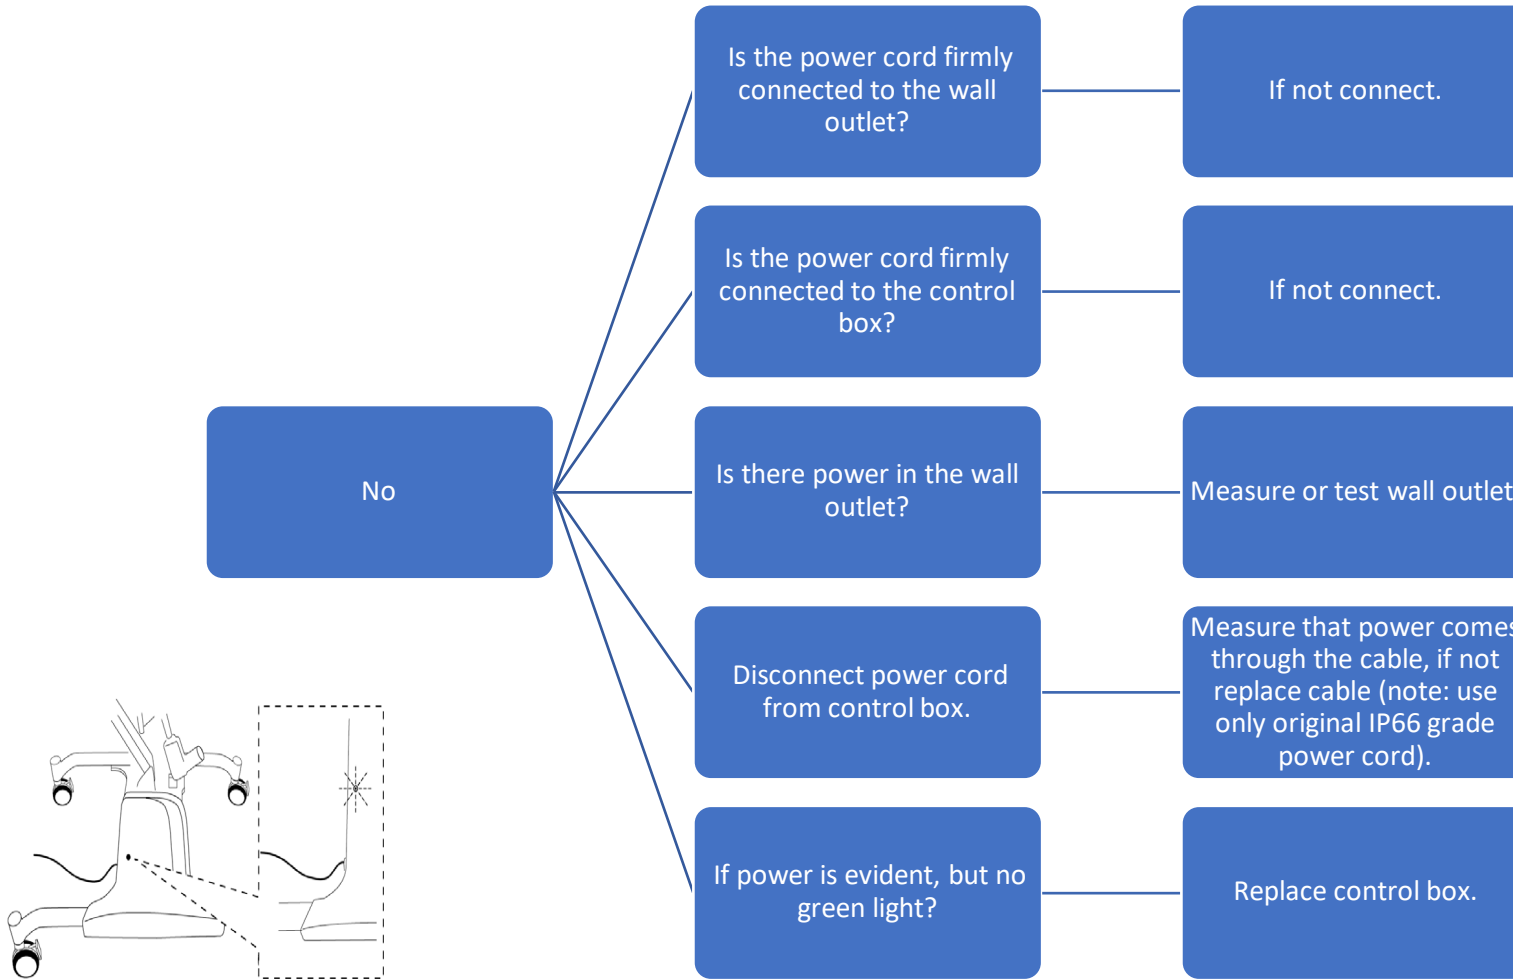 Is the power cord firmly
connected to the wall
outlet?
If not connect.
Is the power cord firmly
connected to the control
box?
If not connect.
No
Is there power in the wall
outlet?
Measure or test wall outlet
Disconnect power cord
from control box.
Measure that power comes
through the cable, if not
replace cable (note: use
only original IP66 grade
power cord).
If power is evident, but no
green light?
Replace control box.